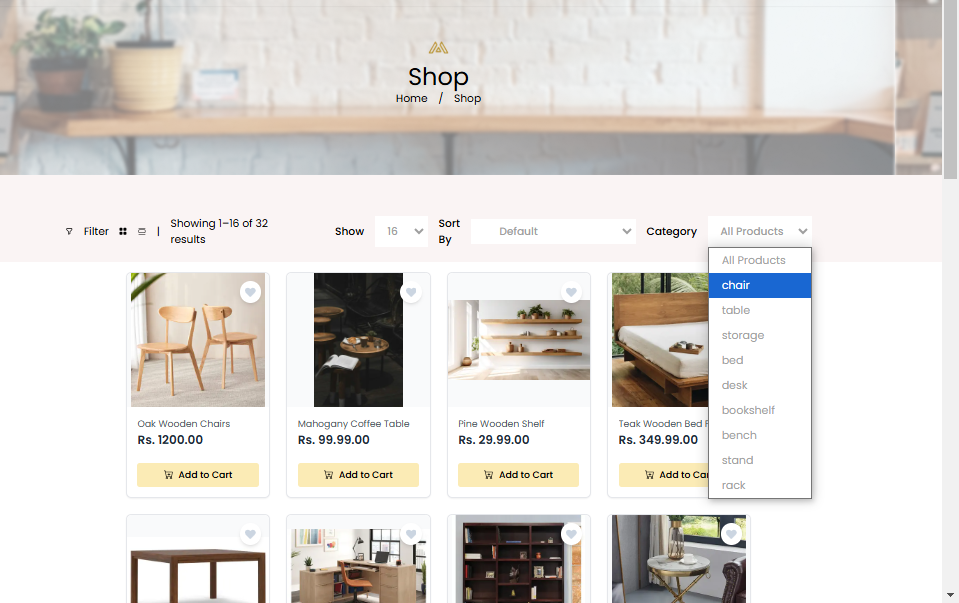 Shop
Home / Shop
Filter
|
Showing 1–16 of 32
results
Show
16
Sort
By
Default
Category
All Products
All Products
chair
table
storage
bed
desk
bookshelf
bench
stand
rack
Oak Wooden Chairs
Rs. 1200.00
Add to Cart
Mahogany Coffee Table
Rs. 99.99.00
Add to Cart
Pine Wooden Shelf
Rs. 29.99.00
Add to Cart
Teak Wooden Bed
Rs. 349.99.00
Add to Car